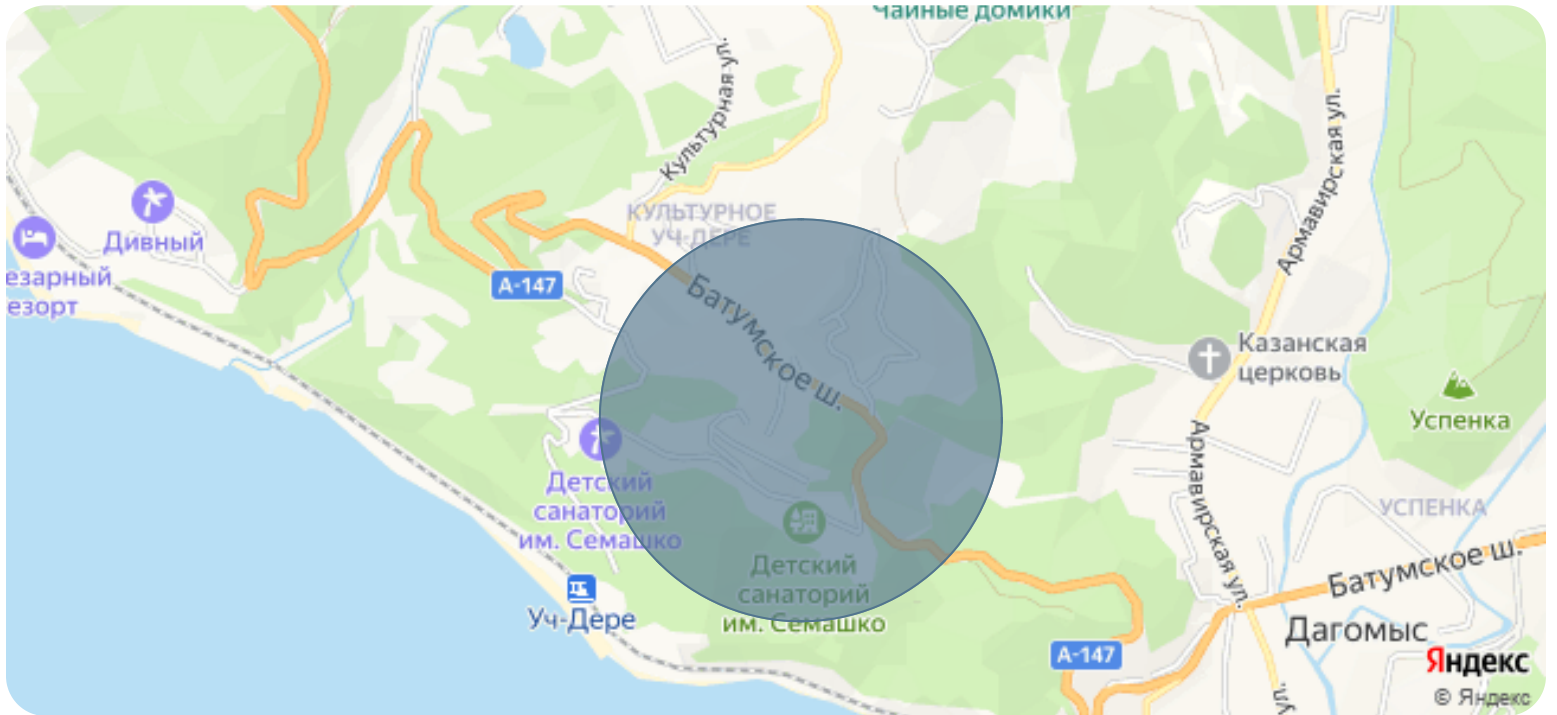 Чайные домики
Культурная ул.
Армавирская ул.
КУЛЬТУРНОЕ
УЧ-ДЕРЕ
Дивный
езарный
езорт
А-147
Батумское ш.
Казанская
церковь
Успенка
Детский
санаторий
им. Семашко
Армавирская ул.
УСПЕНКА
Детский
санаторий
им. Семашко
Батумское ш.
Уч-Дере
Дагомыс
А-147
Яндекс
© Яндекс
ул.